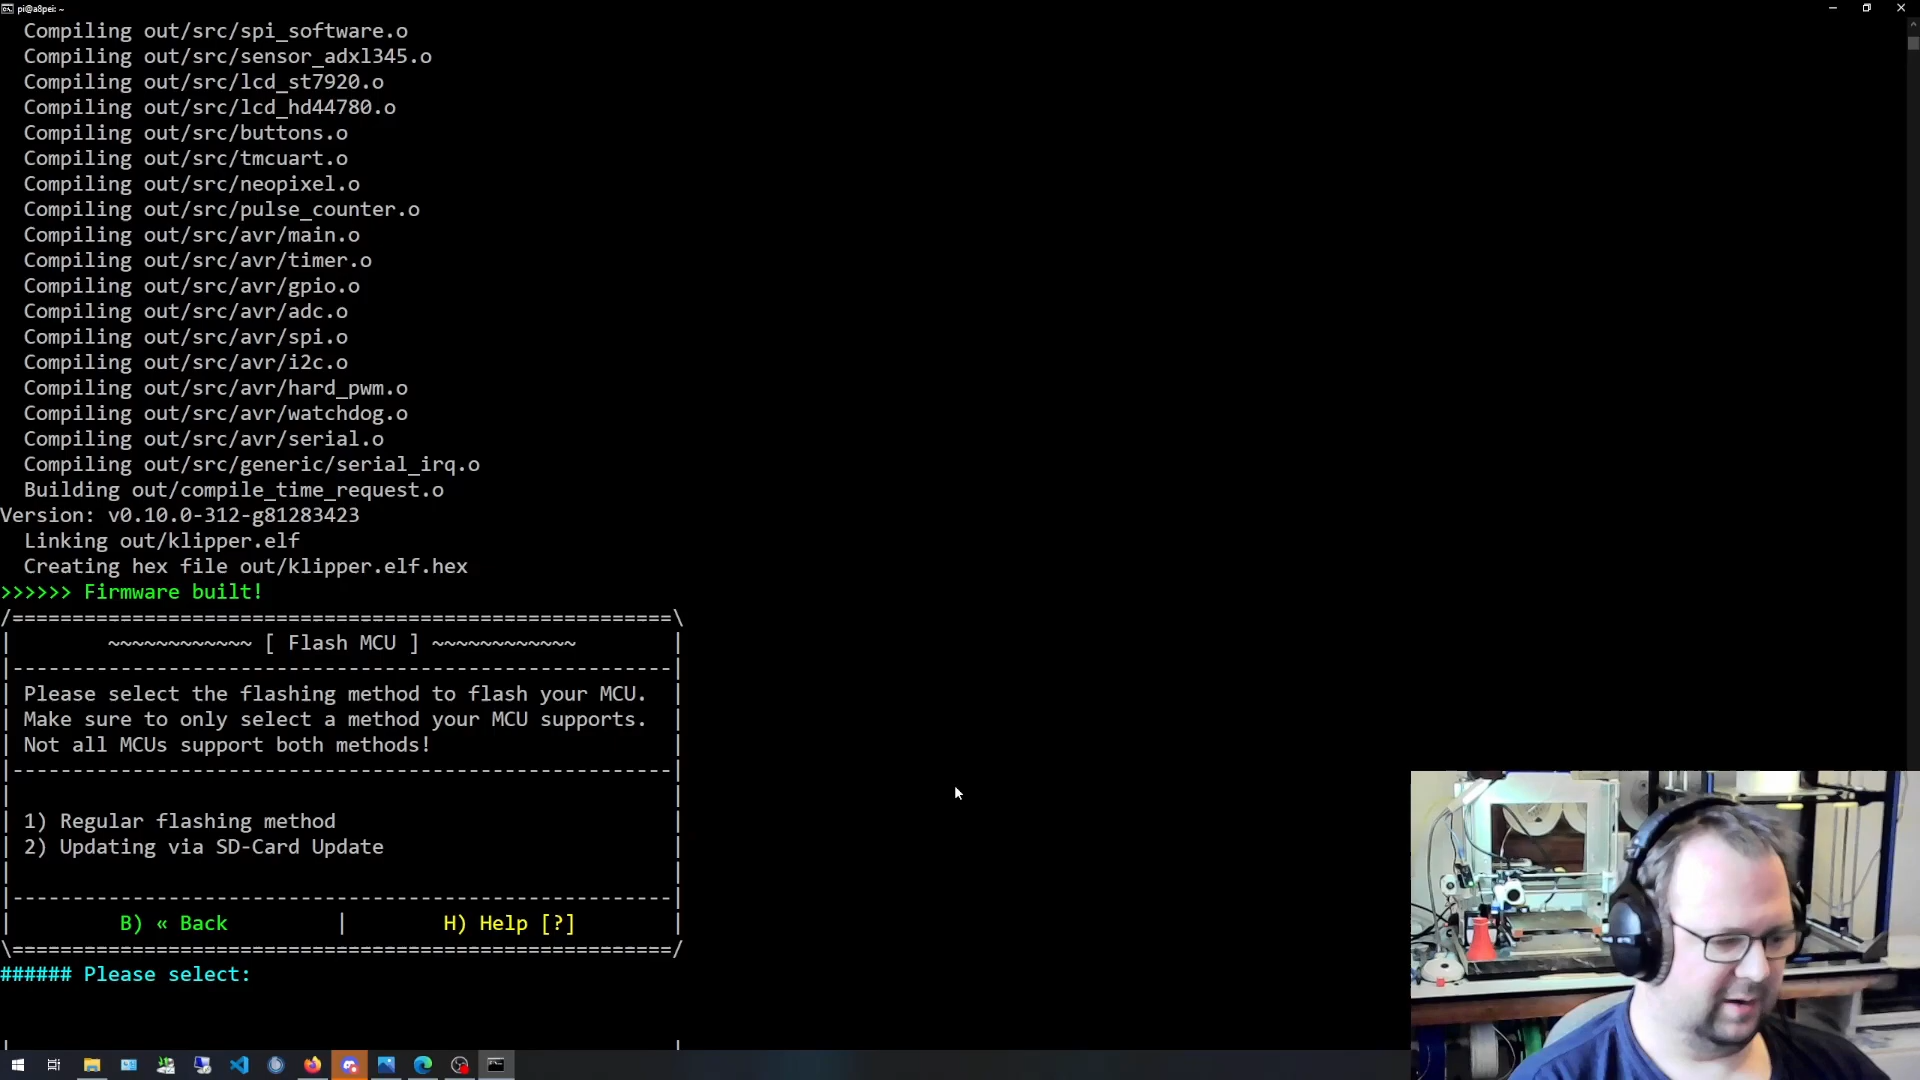 pi@a8pei: ~
Compiling out/src/spi_software.o
Compiling out/src/sensor_adxl345.o
Compiling out/src/lcd_st7920.o
Compiling out/src/lcd_hd44780.o
Compiling out/src/buttons.o
Compiling out/src/tmcuart.o
Compiling out/src/neopixel.o
Compiling out/src/pulse_counter.o
Compiling out/src/avr/main.o
Compiling out/src/avr/timer.o
Compiling out/src/avr/gpio.o
Compiling out/src/avr/adc.o
Compiling out/src/avr/spi.o
Compiling out/src/avr/i2c.o
Compiling out/src/avr/hard_pwm.o
Compiling out/src/avr/watchdog.o
Compiling out/src/avr/serial.o
Compiling out/src/generic/serial_irq.o
Building out/compile_time_request.o
Version: v0.10.0-312-g81283423
Linking out/klipper.elf
Creating hex file out/klipper.elf.hex
>>>>>> Firmware built!
/=======================================================\
| ~~~~~~~~~~~~ [ Flash MCU ] ~~~~~~~~~~~~ |
|-------------------------------------------------------|
| Please select the flashing method to flash your MCU. |
| Make sure to only select a method your MCU supports. |
| Not all MCUs support both methods! |
|-------------------------------------------------------|
| |
| 1) Regular flashing method |
| 2) Updating via SD-Card Update |
| |
|-------------------------------------------------------|
| B) « Back | H) Help [?] |
\=======================================================/
###### Please select: